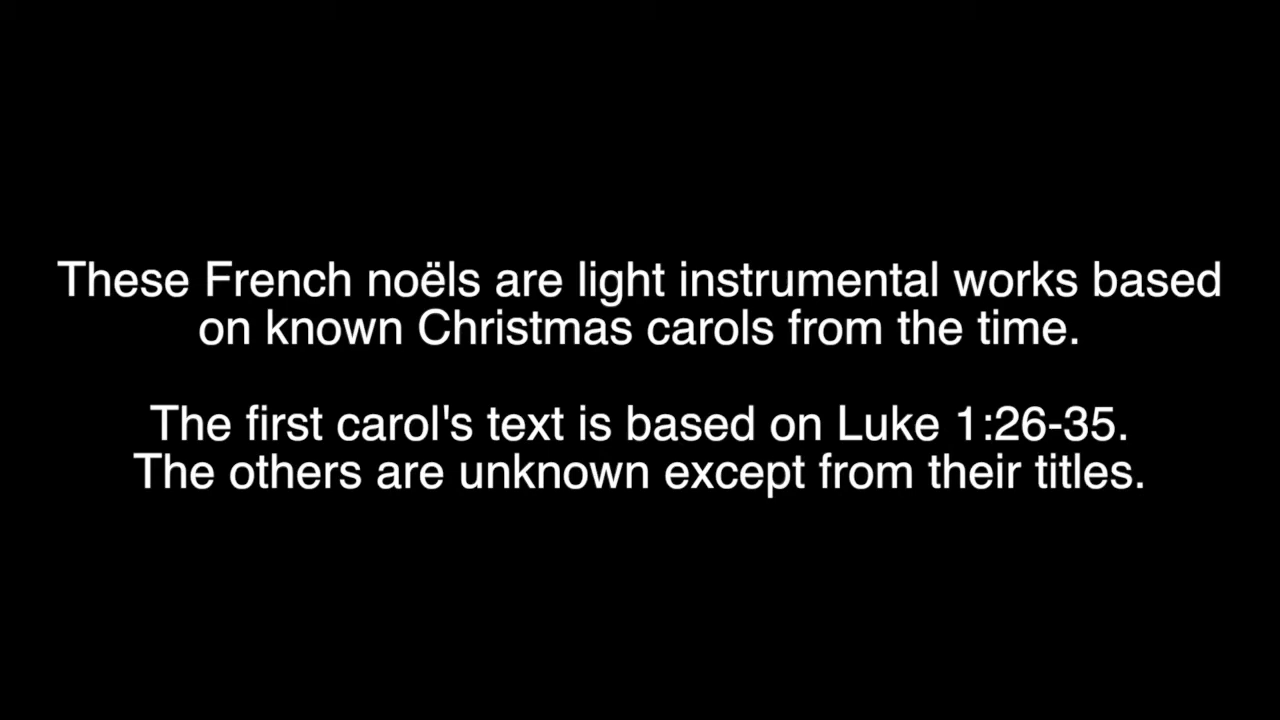 These French noëls are light instrumental works based
on known Christmas carols from the time.
The first carol's text is based on Luke 1:26-35.
The others are unknown except from their titles.